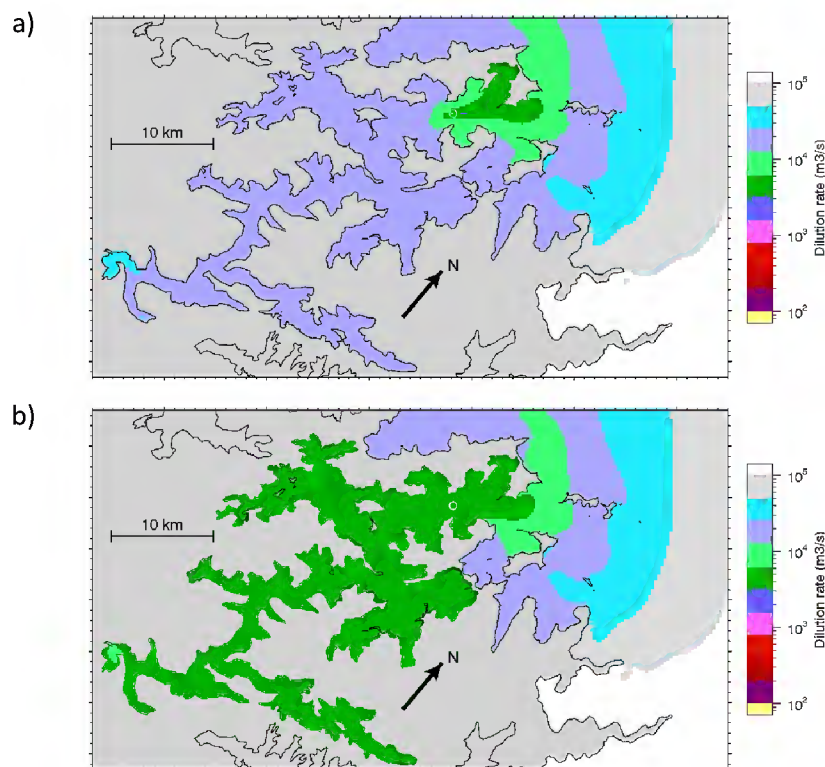 a)
10 km
N
10⁵
10⁴
10³
10²
Dilution rate (m3/s)
b)
10 km
N
10⁵
10⁴
10³
10²
Dilution rate (m3/s)